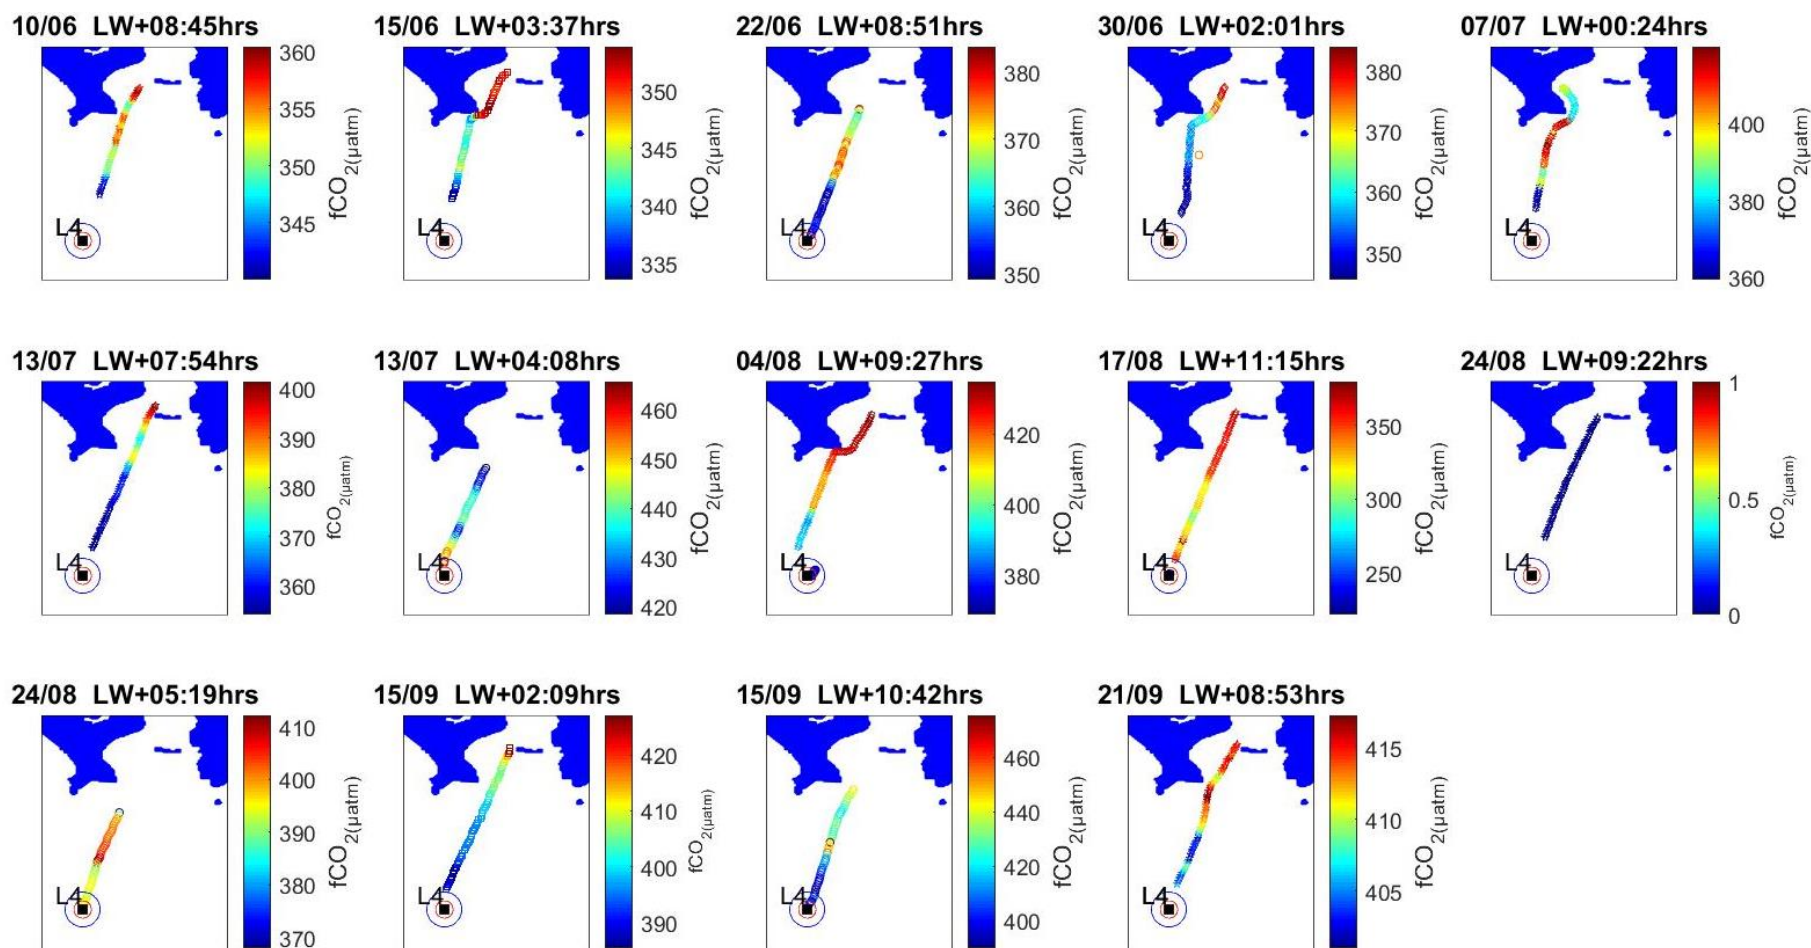 10/06 LW+08:45hrs
360
355
350
345
fCO2(µatm)
L4
15/06 LW+03:37hrs
350
345
340
335
fCO2(µatm)
L4
22/06 LW+08:51hrs
380
370
360
350
fCO2(µatm)
L4
30/06 LW+02:01hrs
380
370
360
350
fCO2(µatm)
L4
07/07 LW+00:24hrs
400
380
360
fCO2(µatm)
L4
13/07 LW+07:54hrs
400
390
380
370
360
fCO2(µatm)
L4
13/07 LW+04:08hrs
460
450
440
430
420
fCO2(µatm)
L4
04/08 LW+09:27hrs
420
400
380
fCO2(µatm)
L4
17/08 LW+11:15hrs
350
300
250
fCO2(µatm)
L4
24/08 LW+09:22hrs
1
0.5
0
fCO2(µatm)
L4
24/08 LW+05:19hrs
410
400
390
380
370
fCO2(µatm)
L4
15/09 LW+02:09hrs
420
410
400
390
fCO2(µatm)
L4
15/09 LW+10:42hrs
460
440
420
400
fCO2(µatm)
L4
21/09 LW+08:53hrs
415
410
405
fCO2(µatm)
L4